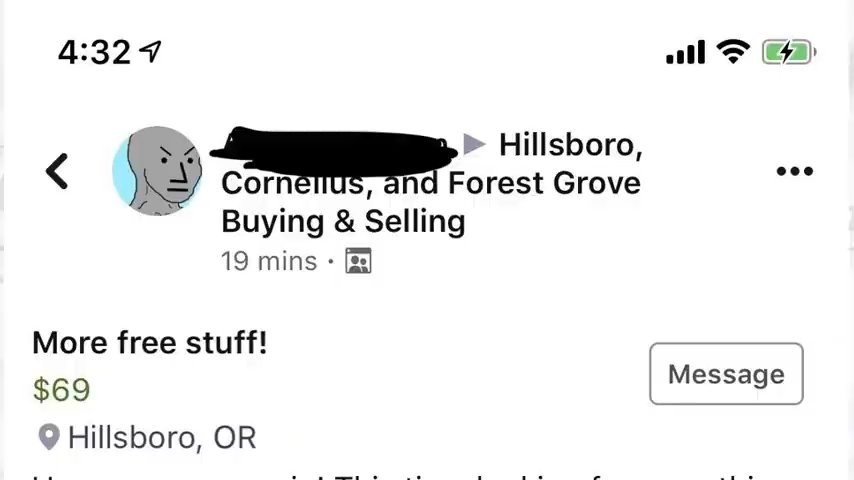 4:32
Hillsboro,
Cornelius, and Forest Grove
Buying & Selling
19 mins ·
More free stuff!
$69
Message
Hillsboro, OR